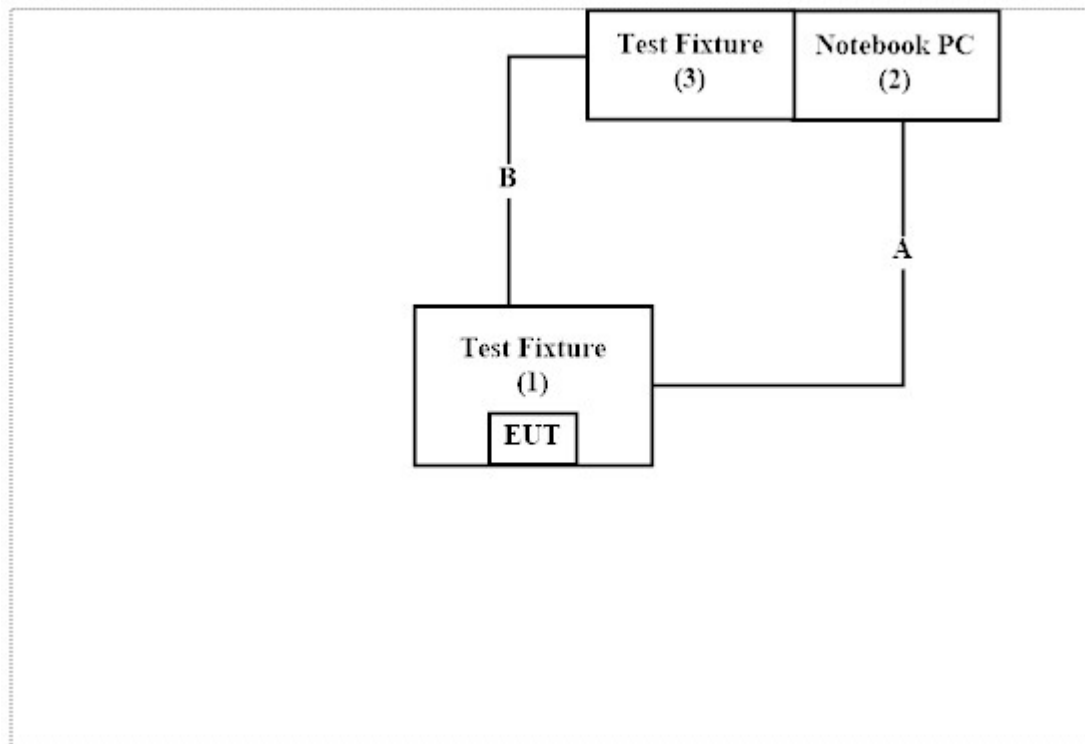 Test Fixture
(3)
Notebook PC
(2)
B
A
Test Fixture
(1)
EUT